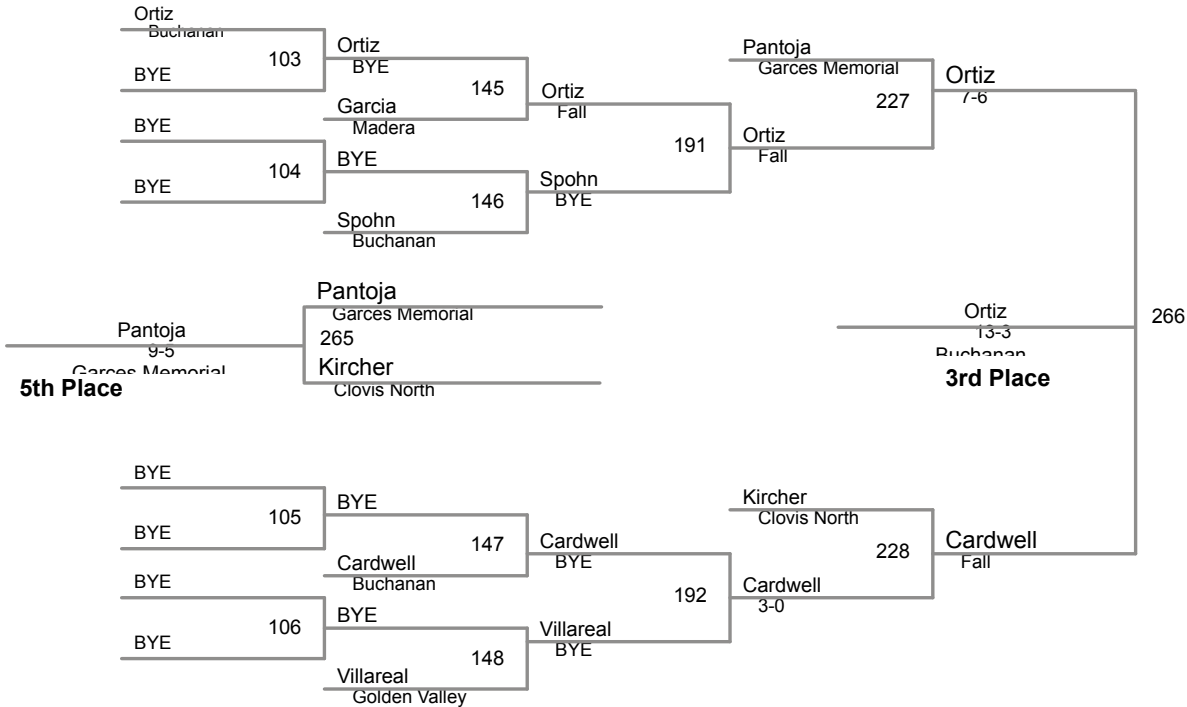 Ortiz
Buchanan
103
BYE
Ortiz
BYE
145
Garcia
Madera
Ortiz
Fall
BYE
104
BYE
BYE
146
Spohn
Buchanan
Spohn
BYE
191
Pantoja
Garces Memorial
227
Ortiz
Fall
Ortiz
7-6
Pantoja
Garces Memorial
265
Kircher
Clovis North
Pantoja
9-5
Garces Memorial
5th Place
Ortiz
13-3
Buchanan
3rd Place
266
BYE
105
BYE
BYE
147
Cardwell
Buchanan
Cardwell
BYE
BYE
106
BYE
BYE
148
Villareal
Golden Valley
Villareal
BYE
192
Kircher
Clovis North
228
Cardwell
3-0
Cardwell
Fall